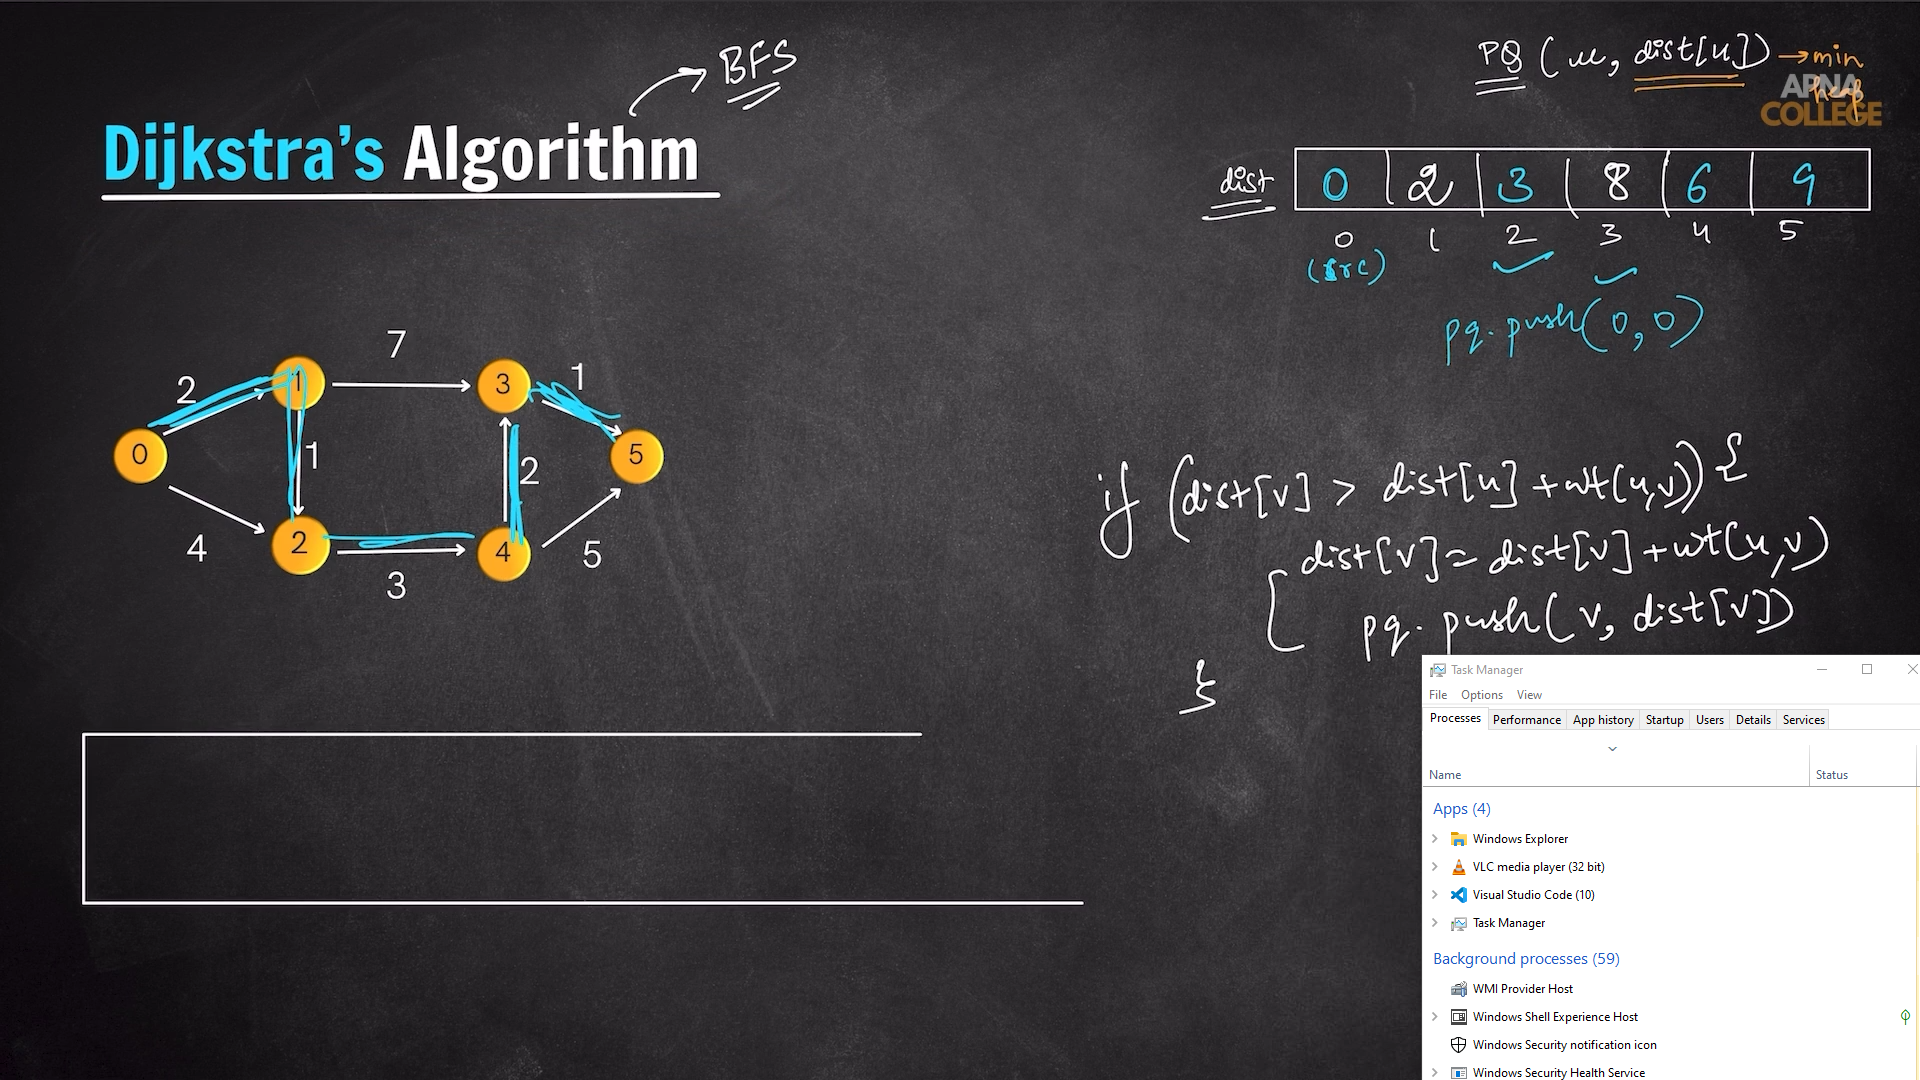 BFS
PQ (u, dist[u]) → min heap
APNA COLLEGE
Dijkstra's Algorithm
dist 0 2 3 8 6 9
0 1 2 3 4 5
(src)
pq.push(0,0)
7
2 1 3 1
0 1 2 5
4 2 4 5
3
if (dist[v] > dist[u] + wt(u,v)) {
dist[v] = dist[v] + wt(u,v)
pq.push(v, dist[v])
}
Task Manager
File Options View
Processes Performance App history Startup Users Details Services
Name Status
Apps (4)
Windows Explorer
VLC media player (32 bit)
Visual Studio Code (10)
Task Manager
Background processes (59)
WMI Provider Host
Windows Shell Experience Host
Windows Security notification icon
Windows Security Health Service